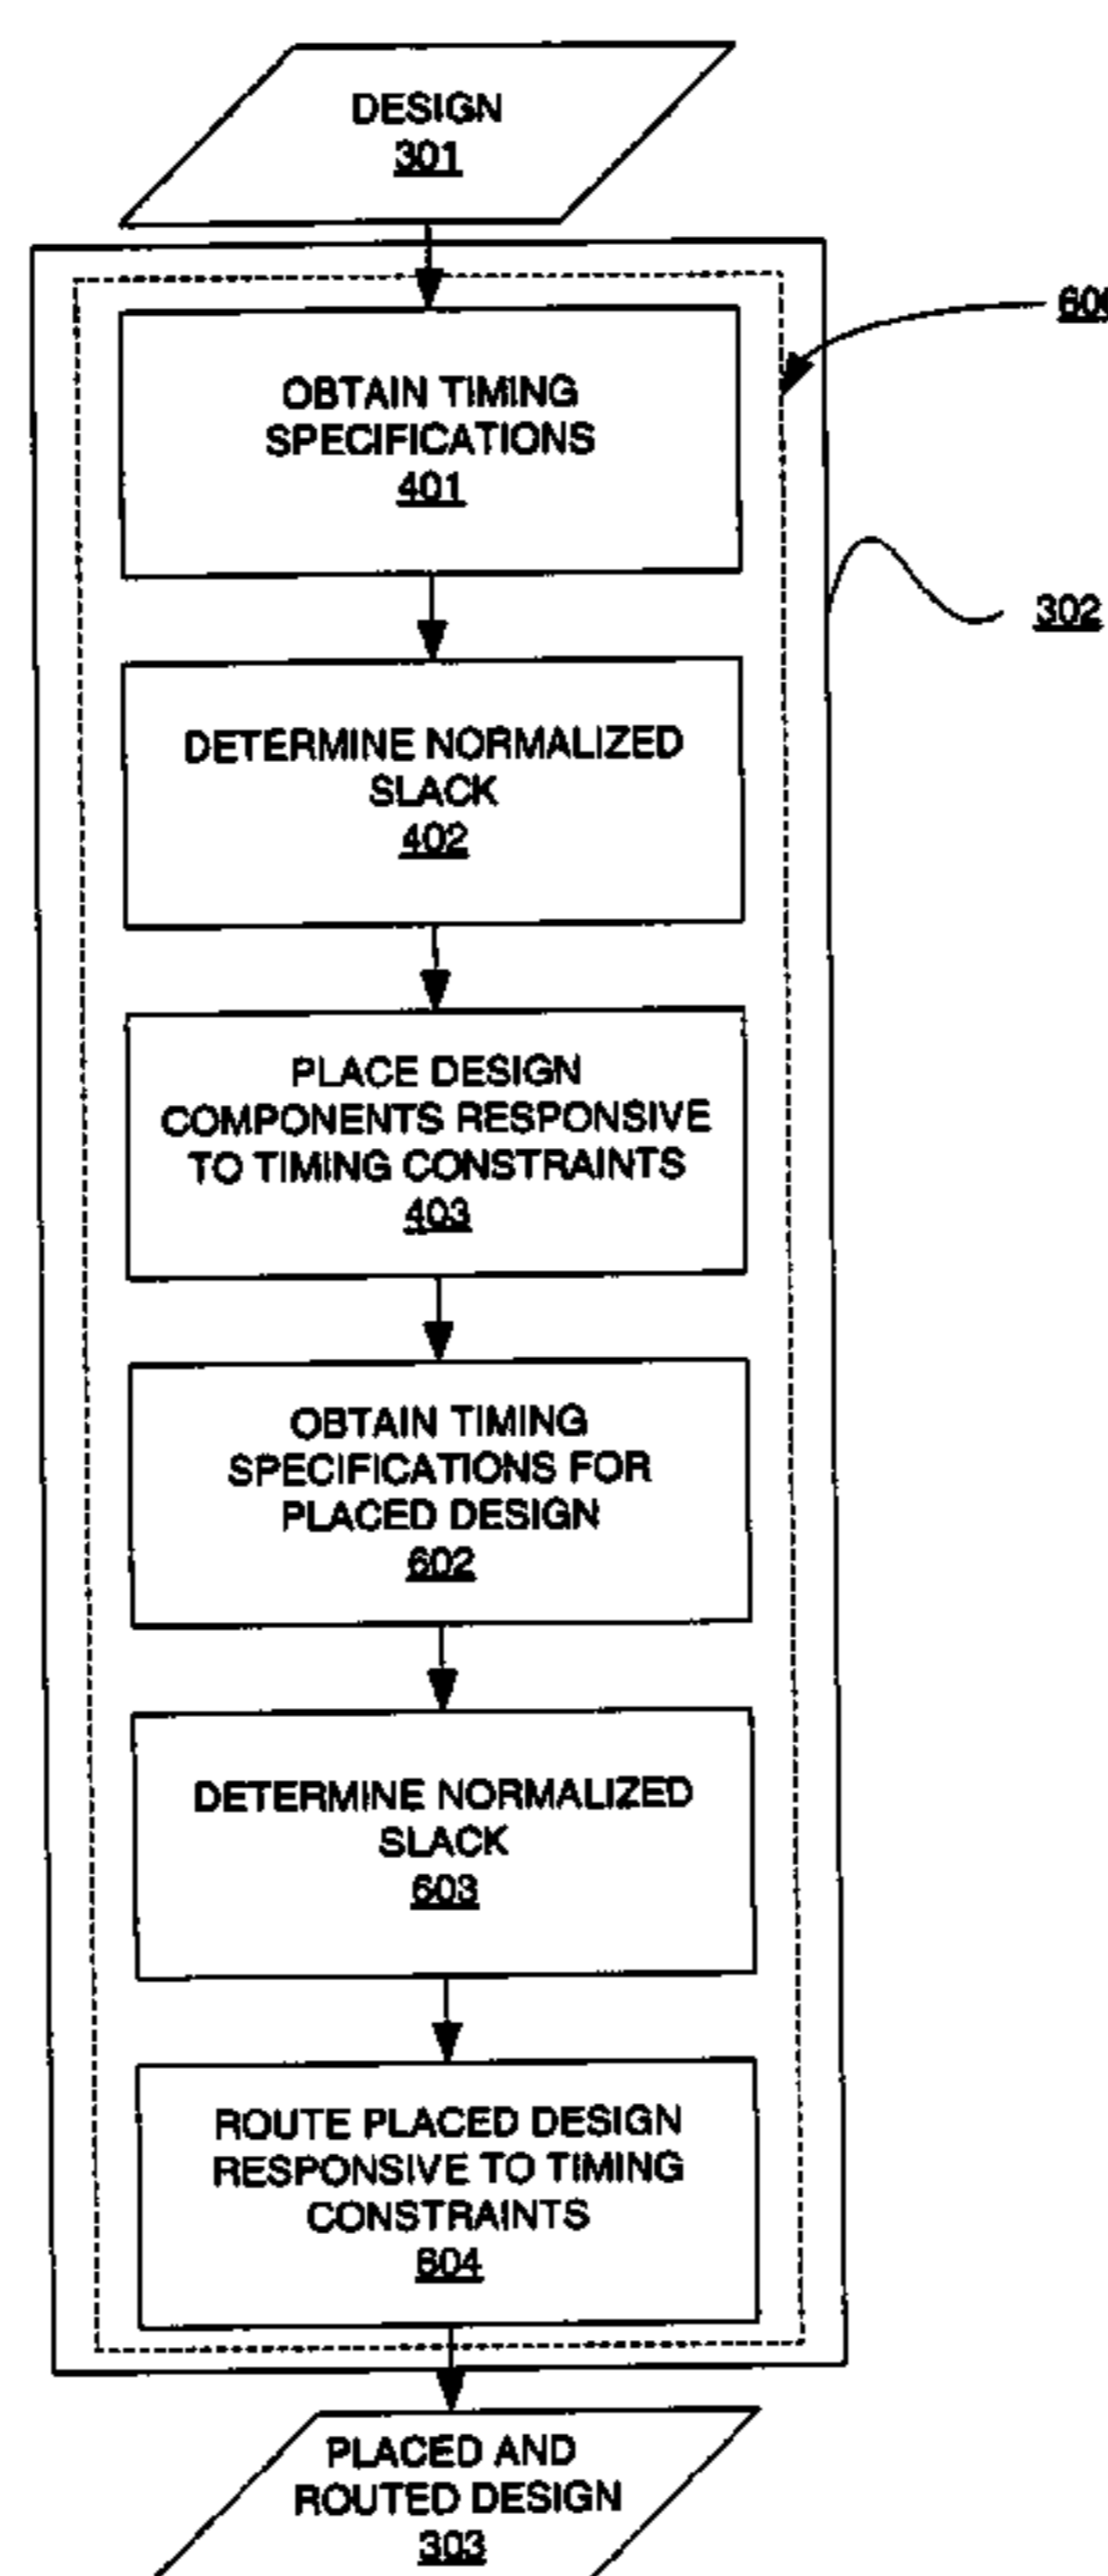 DESIGN
301
OBTAIN TIMING
SPECIFICATIONS
401
302
DETERMINE NORMALIZED
SLACK
402
PLACE DESIGN
COMPONENTS RESPONSIVE
TO TIMING CONSTRAINTS
403
OBTAIN TIMING
SPECIFICATIONS FOR
PLACED DESIGN
602
DETERMINE NORMALIZED
SLACK
603
ROUTE PLACED DESIGN
RESPONSIVE TO TIMING
CONSTRAINTS
604
PLACED AND
ROUTED DESIGN
303